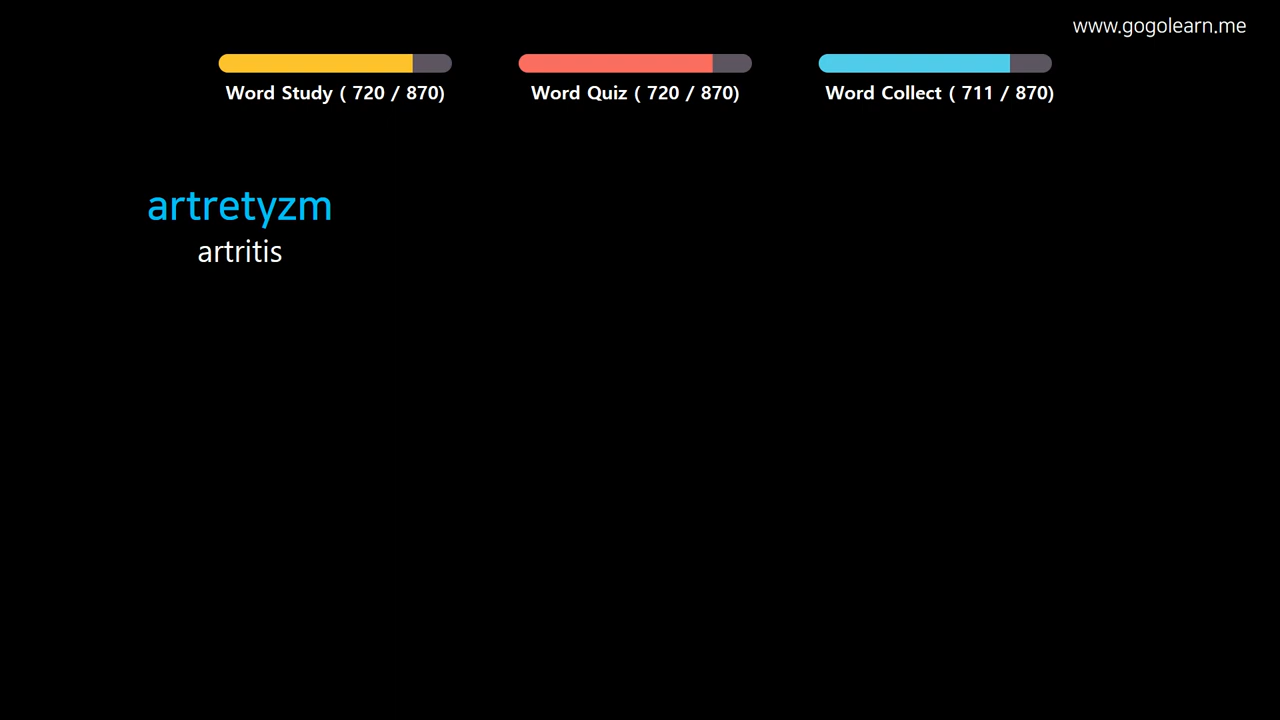 www.gogolearn.me
Word Study ( 720 / 870)
Word Quiz ( 720 / 870)
Word Collect ( 711 / 870)
artretyzm
artritis